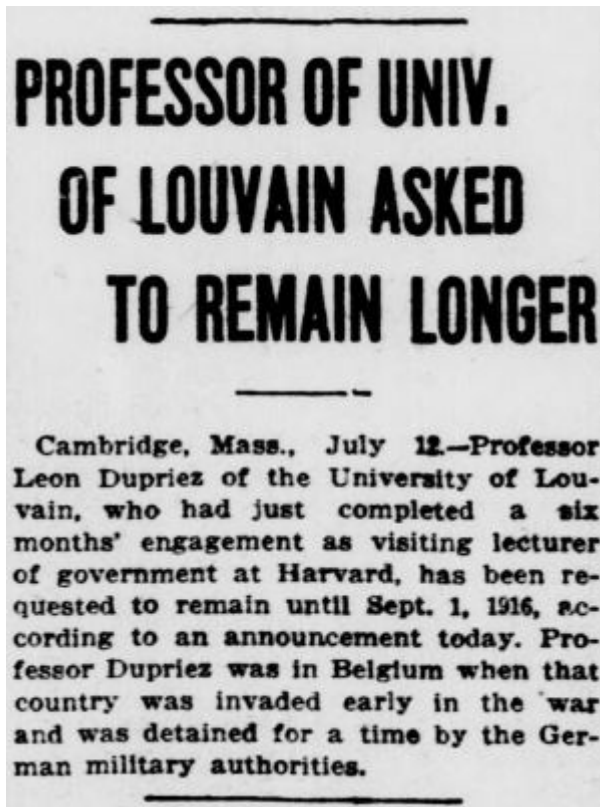 PROFESSOR OF UNIV.
OF LOUVAIN ASKED
TO REMAIN LONGER
Cambridge, Mass., July 12.—Professor
Leon Dupriez of the University of Lou-
vain, who had just completed a six
months' engagement as visiting lecturer
of government at Harvard, has been re-
quested to remain until Sept. 1, 1916, ac-
cording to an announcement today. Pro-
fessor Dupriez was in Belgium when that
country was invaded early in the war
and was detained for a time by the Ger-
man military authorities.